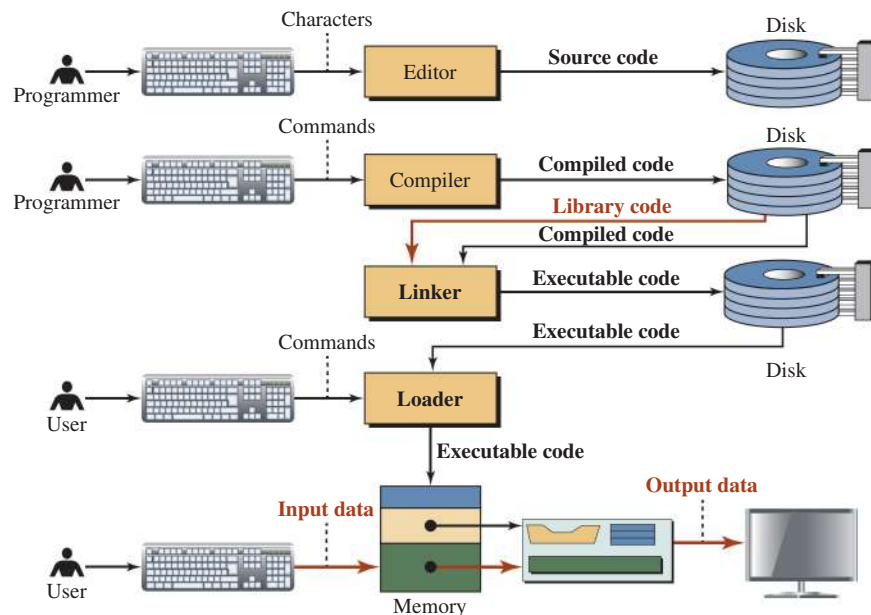 Characters
Disk
Editor
Source code
Programmer
Commands
Disk
Compiler
Compiled code
Programmer
Library code
Compiled code
Linker
Executable code
Executable code
Commands
Disk
Loader
User
Executable code
Input data
Output data
User
Memory